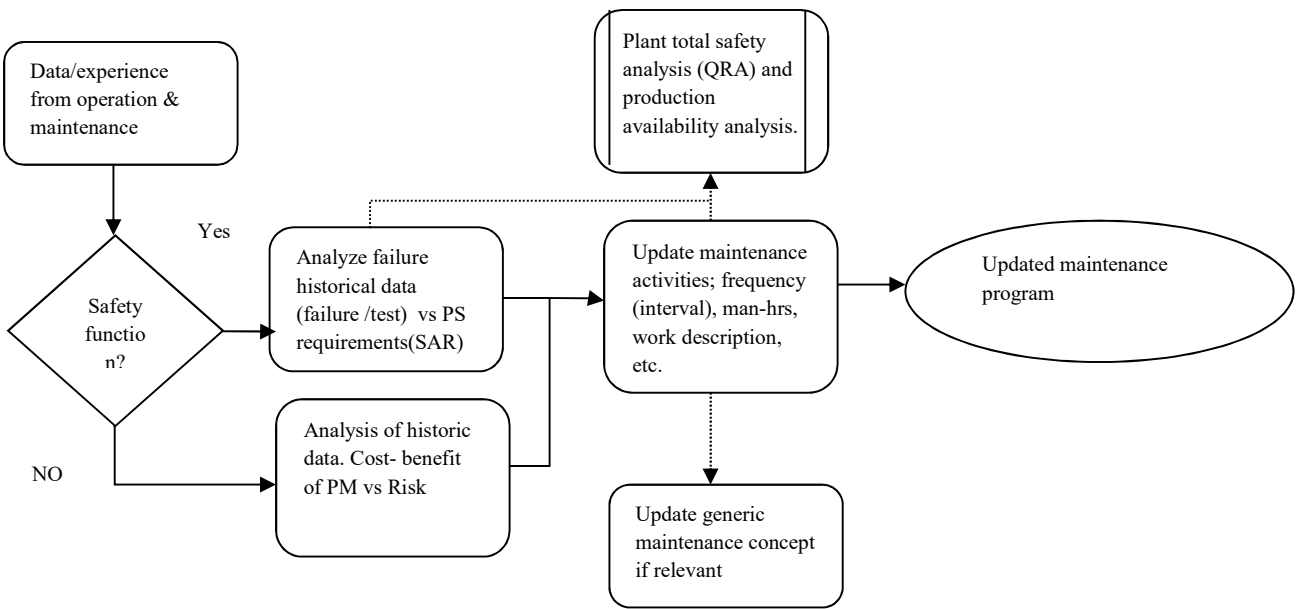 Data/experience
from operation &
maintenance
Plant total safety
analysis (QRA) and
production
availability analysis.
Yes
Safety
functio
n?
Analyze failure
historical data
(failure /test)  vs PS
requirements(SAR)
Update maintenance
activities; frequency
(interval), man-hrs,
work description,
etc.
Updated maintenance
program
NO
Analysis of historic
data. Cost- benefit
of PM vs Risk
Update generic
maintenance concept
if relevant